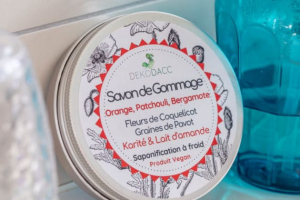 DEKODACC
Savon de Gommage
Orange, Patchouli, Bergamote
Fleurs de Coquelicot
Graines de Pavot
Karité & Lait d'amande
Saponification à froid
Produit Vegan